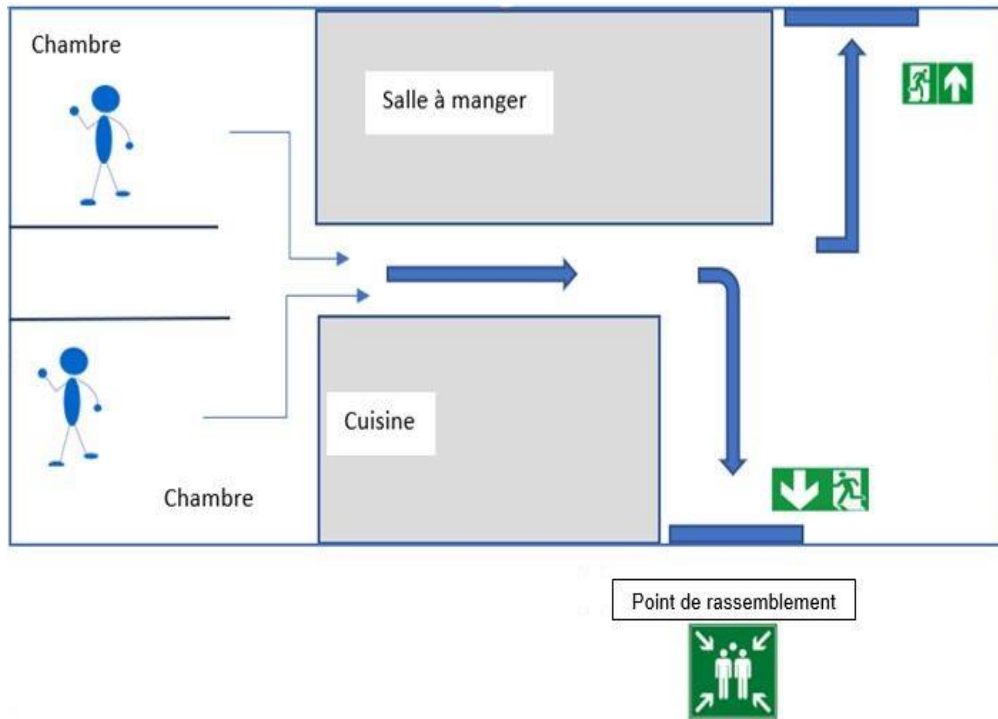 Chambre
Salle à manger
Cuisine
Chambre
Point de rassemblement